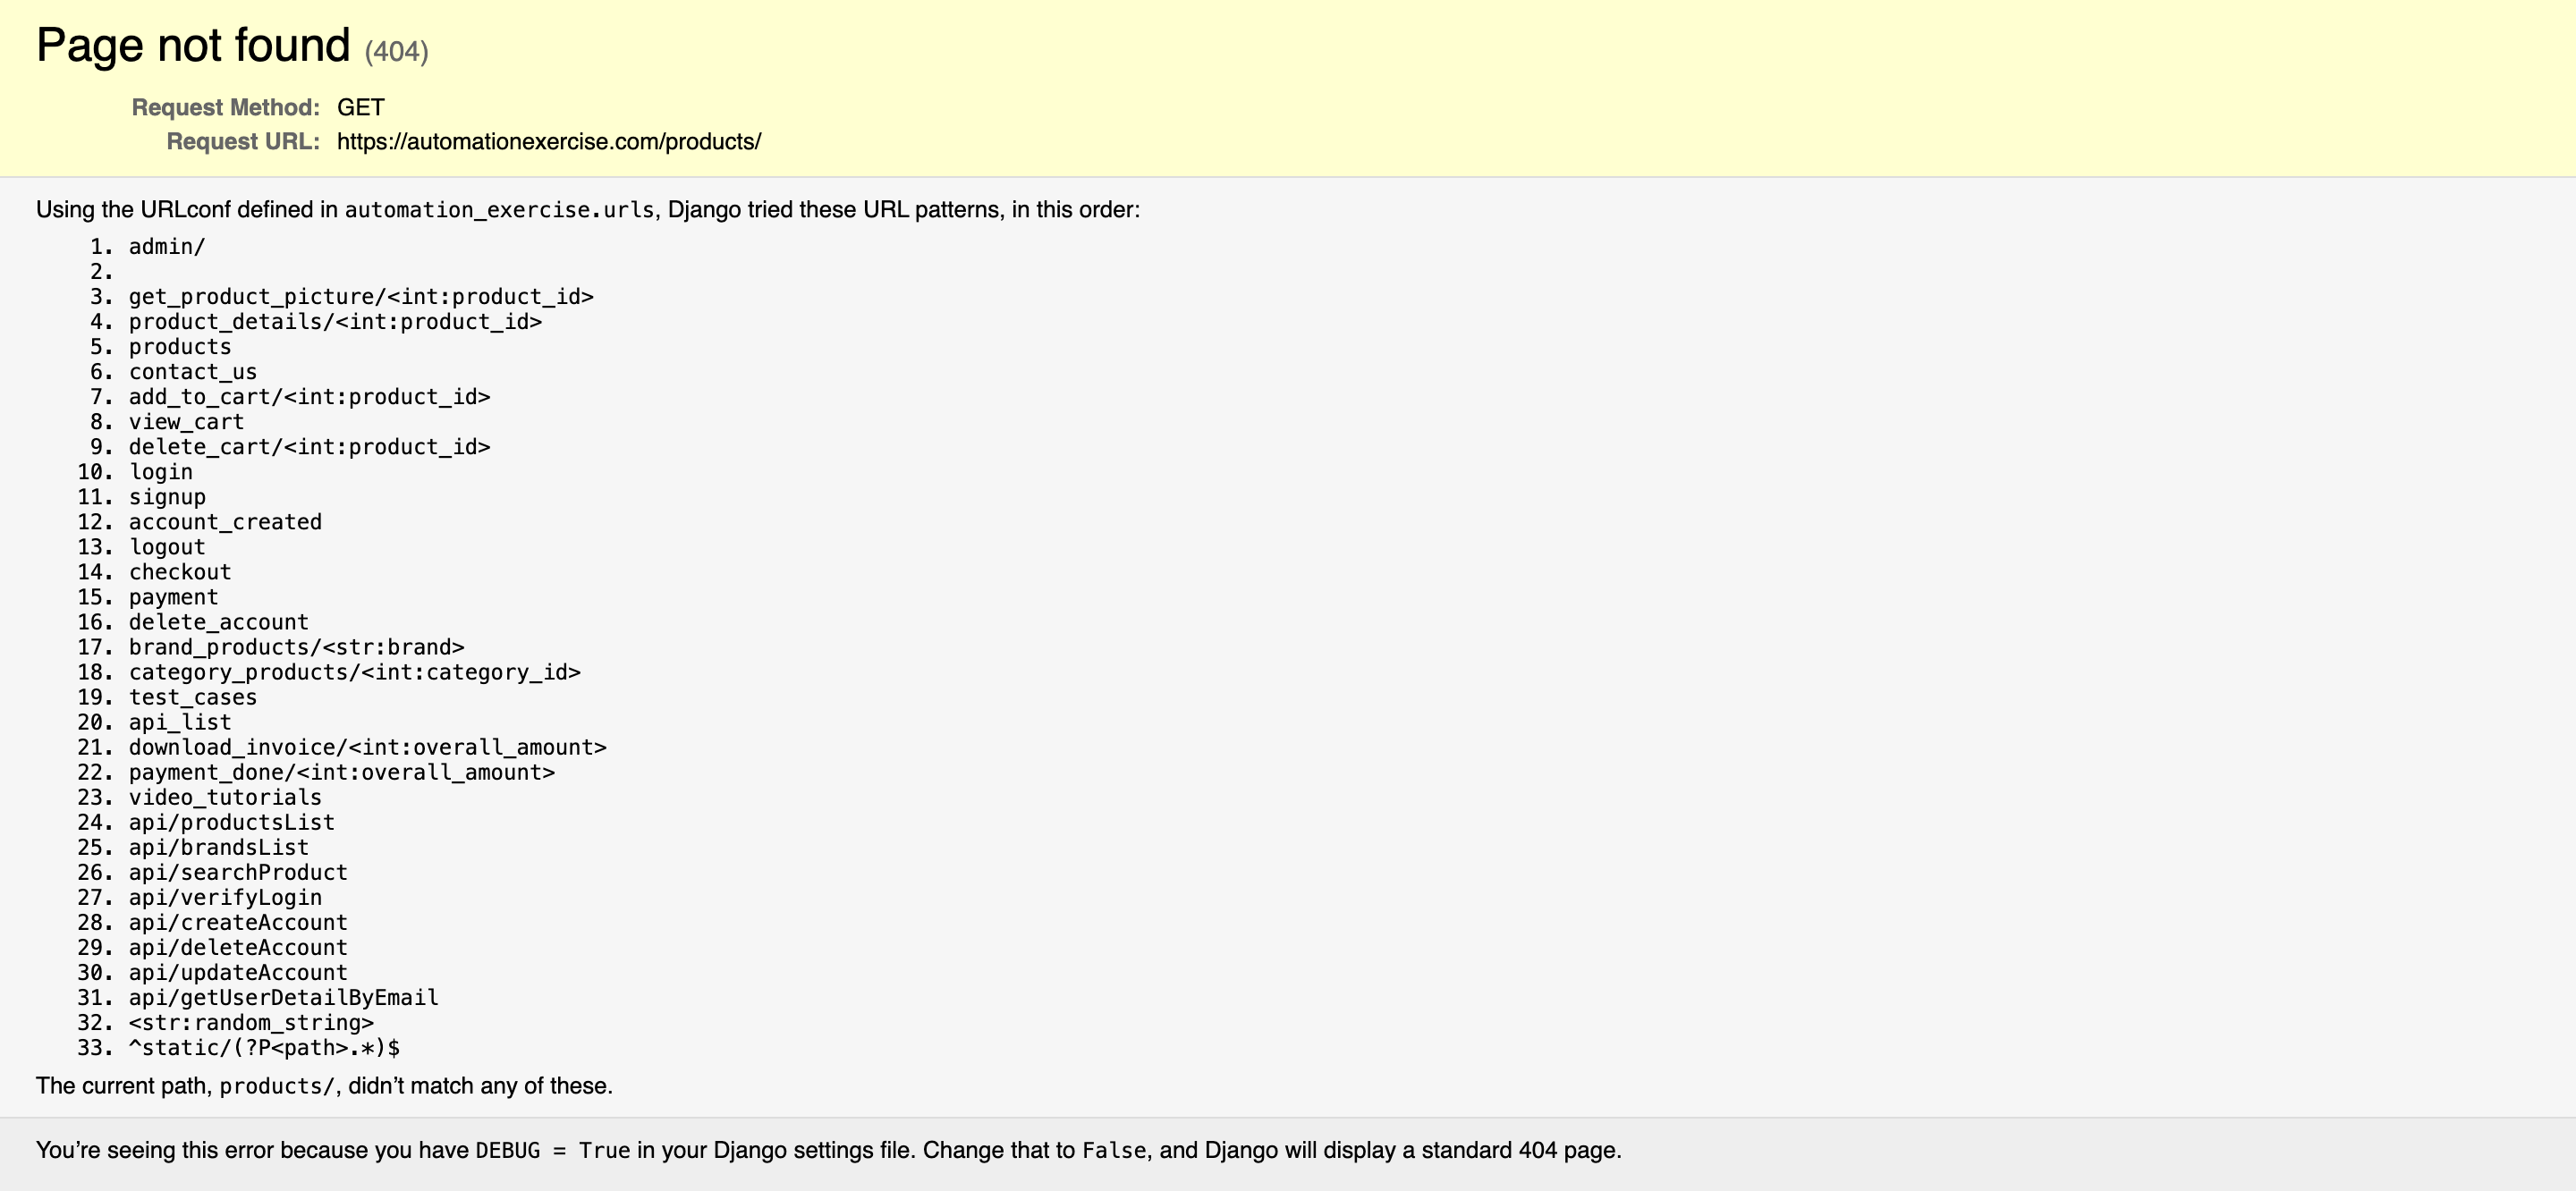 Page not found (404)
Request Method: GET
Request URL: https://automationexercise.com/products/
Using the URLconf defined in automation_exercise.urls, Django tried these URL patterns, in this order:
1. admin/
2.
3. get_product_picture/<int:product_id>
4. product_details/<int:product_id>
5. products
6. contact_us
7. add_to_cart/<int:product_id>
8. view_cart
9. delete_cart/<int:product_id>
10. login
11. signup
12. account_created
13. logout
14. checkout
15. payment
16. delete_account
17. brand_products/<str:brand>
18. category_products/<int:category_id>
19. test_cases
20. api_list
21. download_invoice/<int:overall_amount>
22. payment_done/<int:overall_amount>
23. video_tutorials
24. api/productsList
25. api/brandsList
26. api/searchProduct
27. api/verifyLogin
28. api/createAccount
29. api/deleteAccount
30. api/updateAccount
31. api/getUserDetailByEmail
32. <str:random_string>
33. ^static/(?P<path>.*)$
The current path, products/, didn’t match any of these.
You’re seeing this error because you have DEBUG = True in your Django settings file. Change that to False, and Django will display a standard 404 page.